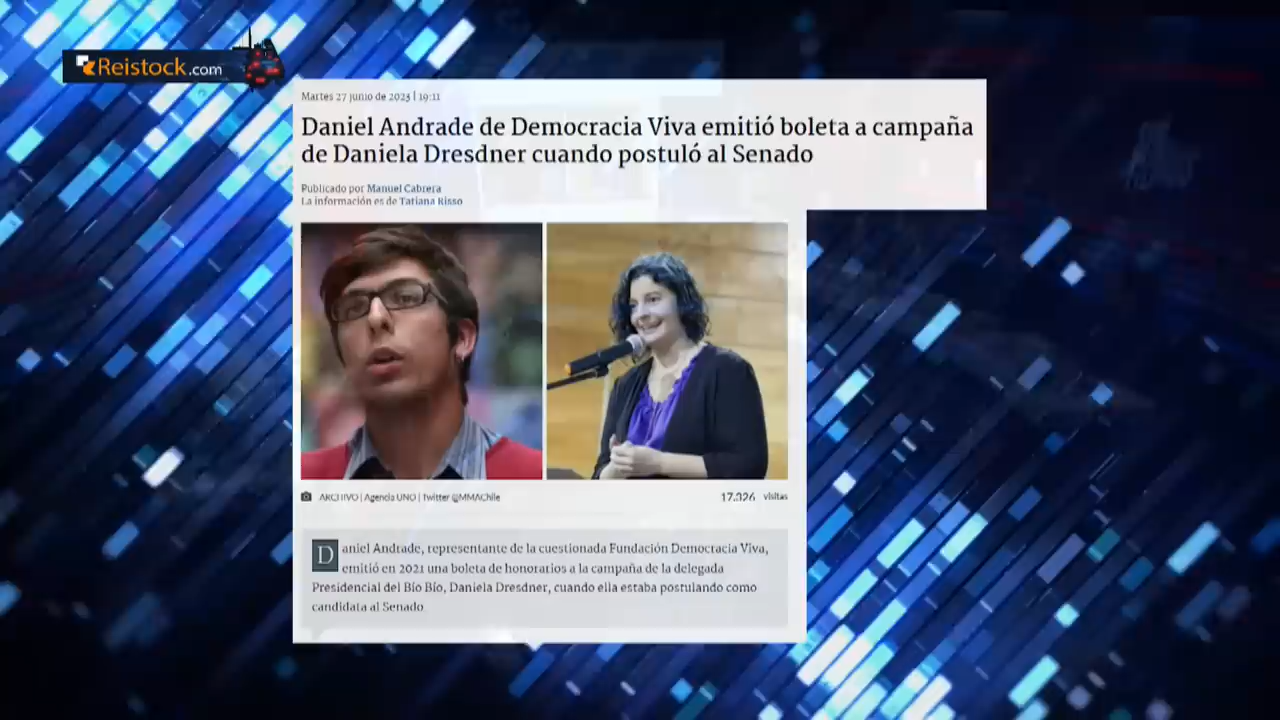 Reistock.com
Martes 27 junio de 2023 | 19:11
Daniel Andrade de Democracia Viva emitió boleta a campaña
de Daniela Dresdner cuando postuló al Senado
Publicado por Manuel Cabrera
La información es de Tatiana Risso
ARCHIVO | Agencia UNO | Twitter @MMAChile
17.326 visitas
Daniel Andrade, representante de la cuestionada Fundación Democracia Viva,
emitió en 2021 una boleta de honorarios a la campaña de la delegada
Presidencial del Bío Bío, Daniela Dresdner, cuando ella estaba postulando como
candidata al Senado.